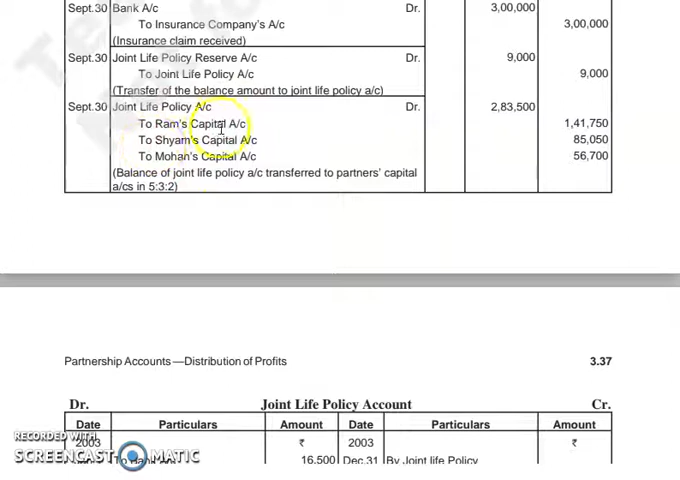 Sept.30 Bank A/c Dr. 3,00,000
To Insurance Company's A/c 3,00,000
(Insurance claim received)
Sept.30 Joint Life Policy Reserve A/c Dr. 9,000
To Joint Life Policy A/c 9,000
(Transfer of the balance amount to joint life policy a/c)
Sept.30 Joint Life Policy A/c Dr. 2,83,500
To Ram's Capital A/c 1,41,750
To Shyam's Capital A/c 85,050
To Mohan's Capital A/c 56,700
(Balance of joint life policy a/c transferred to partners' capital
a/cs in 5:3:2)
Partnership Accounts—Distribution of Profits 3.37
Dr. Joint Life Policy Account Cr.
Date Particulars Amount Date Particulars Amount
2003 ₹ 2003 ₹
To Bank A/c 16,500 Dec.31 By Joint life Policy
RECORDED WITH
SCREENCAST MATIC